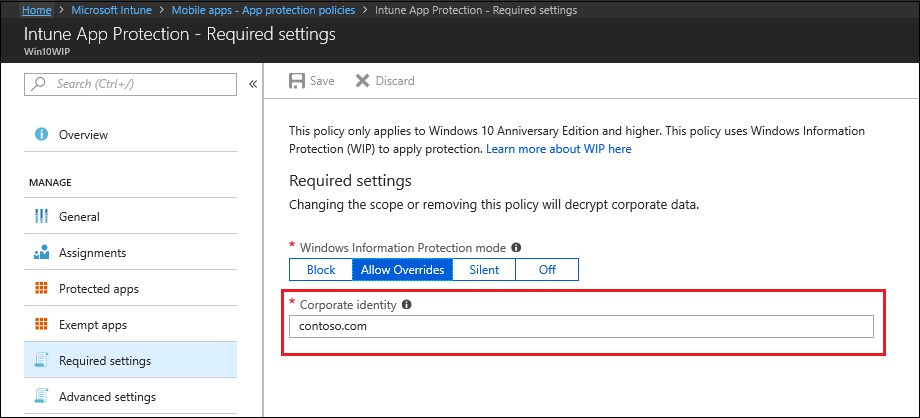 Home > Microsoft Intune > Mobile apps - App protection policies > Intune App Protection - Required settings
Intune App Protection - Required settings
Win10WIP
Search (Ctrl+/)
«
Overview
MANAGE
General
Assignments
Protected apps
Exempt apps
Required settings
Advanced settings
Save Discard
This policy only applies to Windows 10 Anniversary Edition and higher. This policy uses Windows Information
Protection (WIP) to apply protection. Learn more about WIP here
Required settings
Changing the scope or removing this policy will decrypt corporate data.
* Windows Information Protection mode
Block Allow Overrides Silent Off
* Corporate identity
contoso.com